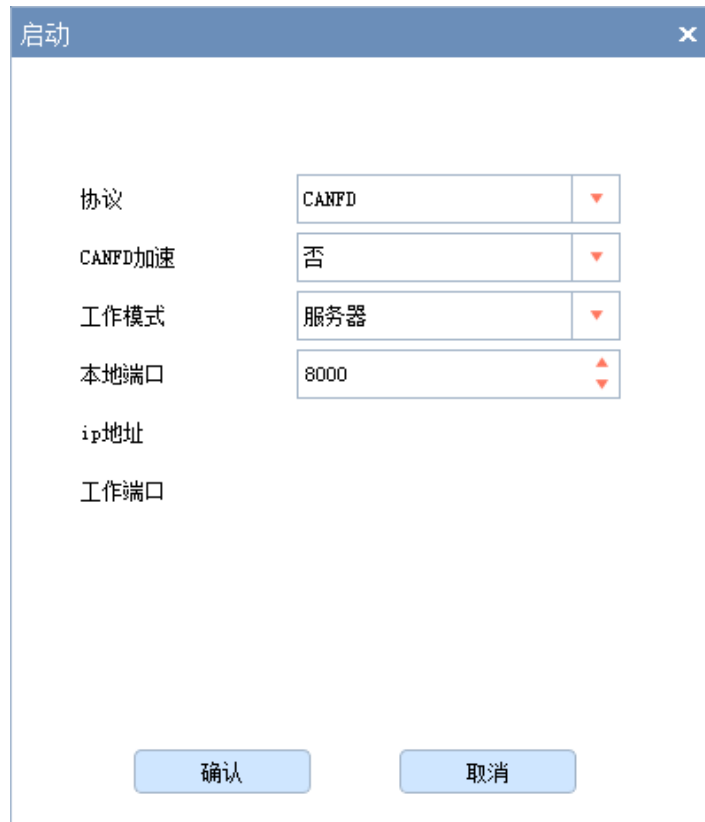 启动
协议 CANFD
CANFD加速 否
工作模式 服务器
本地端口 8000
ip地址
工作端口
确认 取消